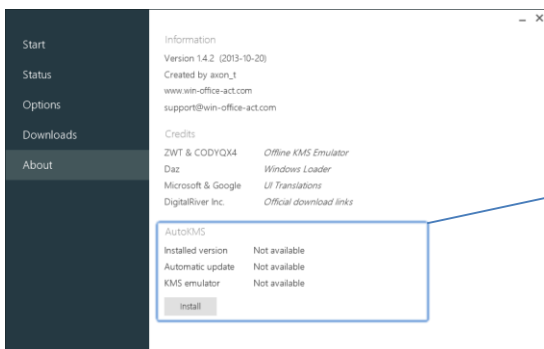 Start
Status
Options
Downloads
About
Information
Version 1.4.2 (2013-10-20)
Created by axon_t
www.win-office-act.com
support@win-office-act.com
Credits
ZWT & CODYQX4 Offline KMS Emulator
Daz Windows Loader
Microsoft & Google UI Translations
DigitalRiver Inc. Official download links
AutoKMS
Installed version Not available
Automatic update Not available
KMS emulator Not available
Install